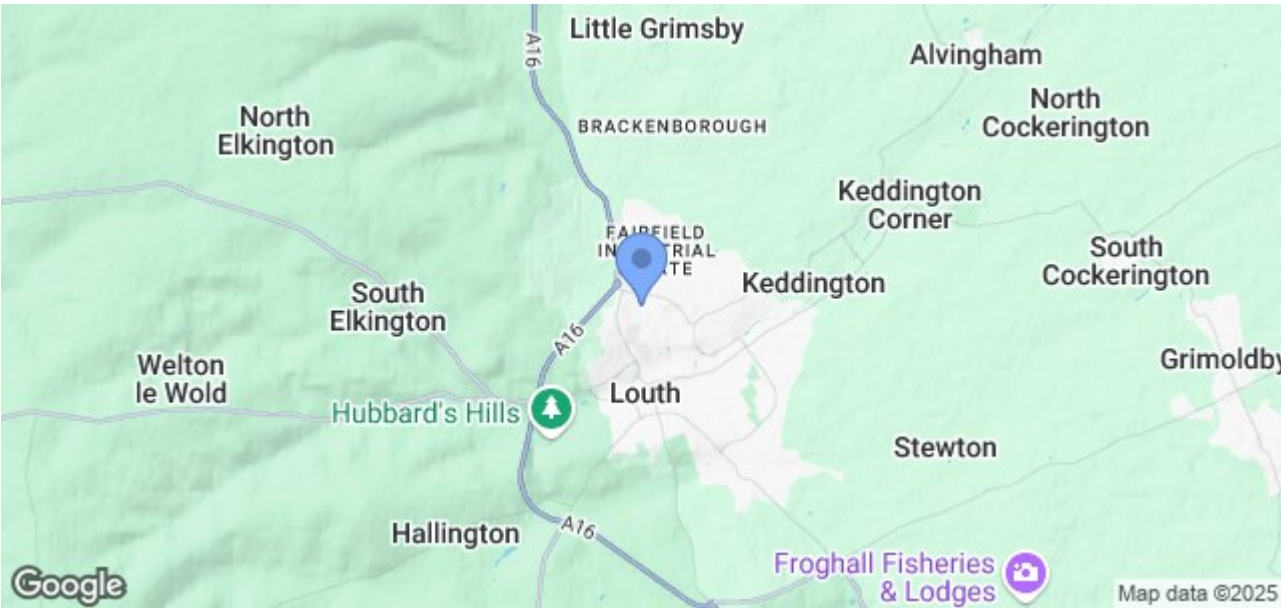 Little Grimsby
A16
Alvingham
North
Elkington
BRACKENBOROUGH
North
Cockerington
Keddington
Corner
FAIRFIELD
South
Cockerington
Keddington
South
Elkington
A16
Welton
le Wold
Grimoldby
Louth
Hubbard's Hills
Stewton
Hallington
A16
Froghall Fisheries
& Lodges
Google
Map data ©2025